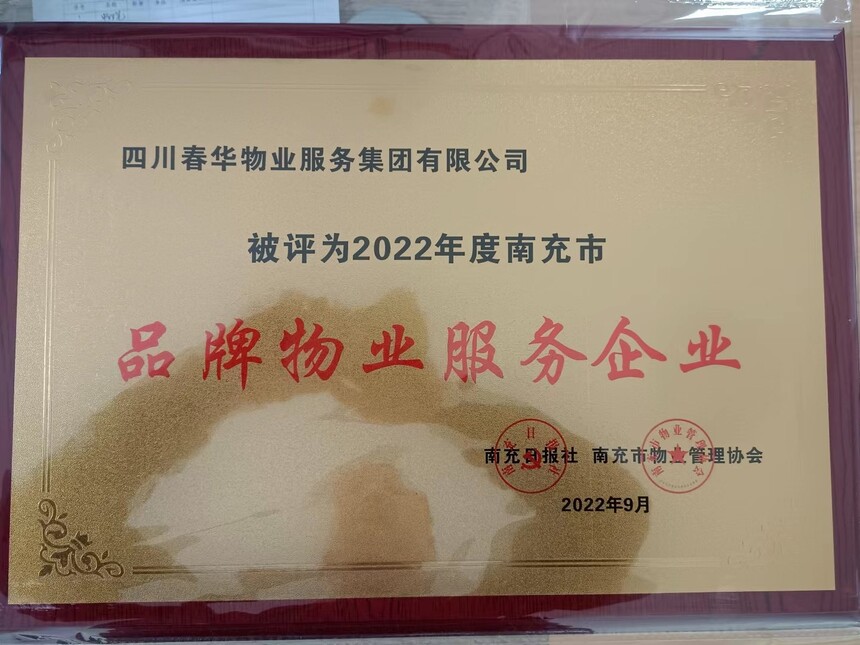 四川春华物业服务集团有限公司
被评为2022年度南充市
品牌物业服务企业
南充日报社 南充市物业管理协会
2022年9月